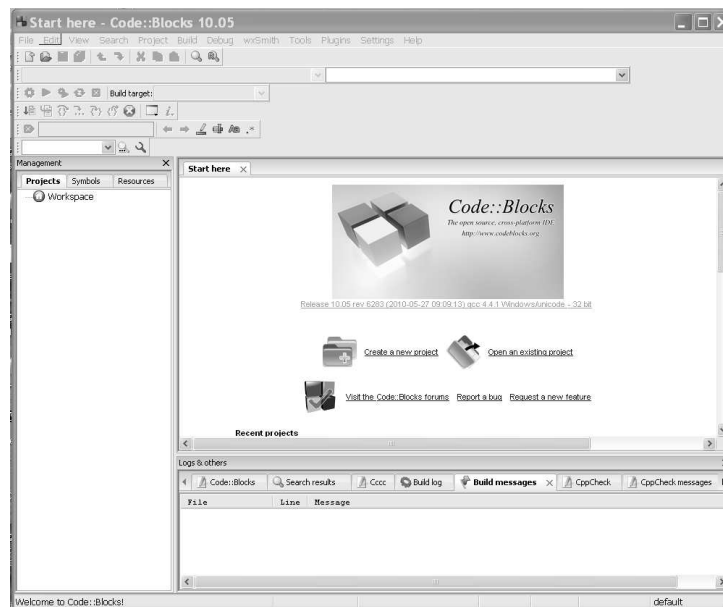 Start here - Code::Blocks 10.05
File Edit View Search Project Build Debug wxSmith Tools Plugins Settings Help
Build target:
Management
Projects Symbols Resources
Workspace
Start here
Code::Blocks
The open source, cross-platform IDE
http://www.codeblocks.org
Release 10.05 rev 6283 (2010-05-27 09:09:13) gcc 4.4.1 Windows/unicode - 32 bit
Create a new project Open an existing project
Visit the Code::Blocks forums Report a bug Request a new feature
Recent projects
Logs & others
Code::Blocks Search results Cccc Build log Build messages CppCheck CppCheck messages
File Line Message
Welcome to Code::Blocks! default